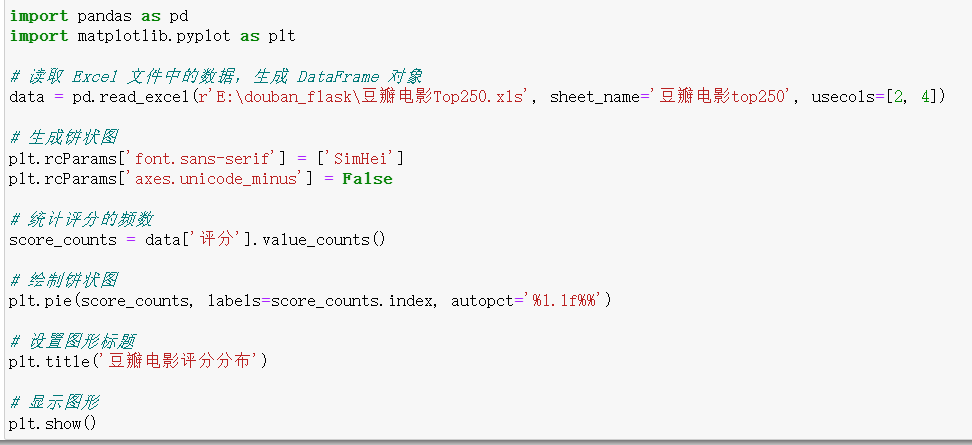 import pandas as pd
import matplotlib.pyplot as plt
# 读取 Excel 文件中的数据，生成 DataFrame 对象
data = pd.read_excel(r'E:\douban_flask\豆瓣电影Top250.xls', sheet_name='豆瓣电影top250', usecols=[2, 4])
# 生成饼状图
plt.rcParams['font.sans-serif'] = ['SimHei']
plt.rcParams['axes.unicode_minus'] = False
# 统计评分的频数
score_counts = data['评分'].value_counts()
# 绘制饼状图
plt.pie(score_counts, labels=score_counts.index, autopct='%1.1f%%')
# 设置图形标题
plt.title('豆瓣电影评分分布')
# 显示图形
plt.show()